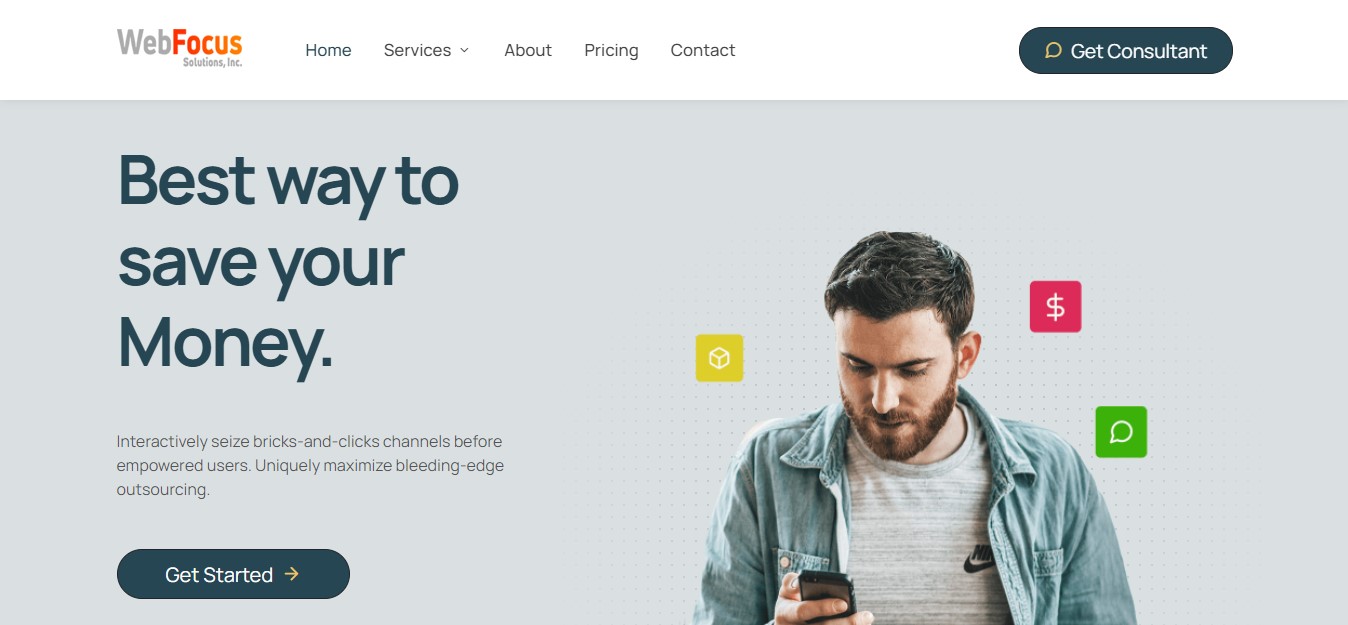 WebFocus
Solutions, Inc.
Home
Services
About
Pricing
Contact
Get Consultant
Best way to
save your
Money.
Interactively seize bricks-and-clicks channels before
empowered users. Uniquely maximize bleeding-edge
outsourcing.
Get Started
$